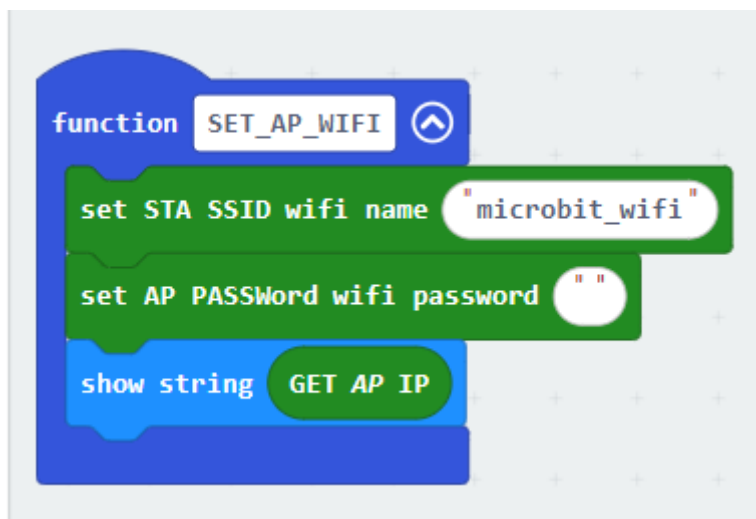 function SET_AP_WIFI
set STA SSID wifi name "microbit_wifi"
set AP PASSWord wifi password " "
show string GET AP IP